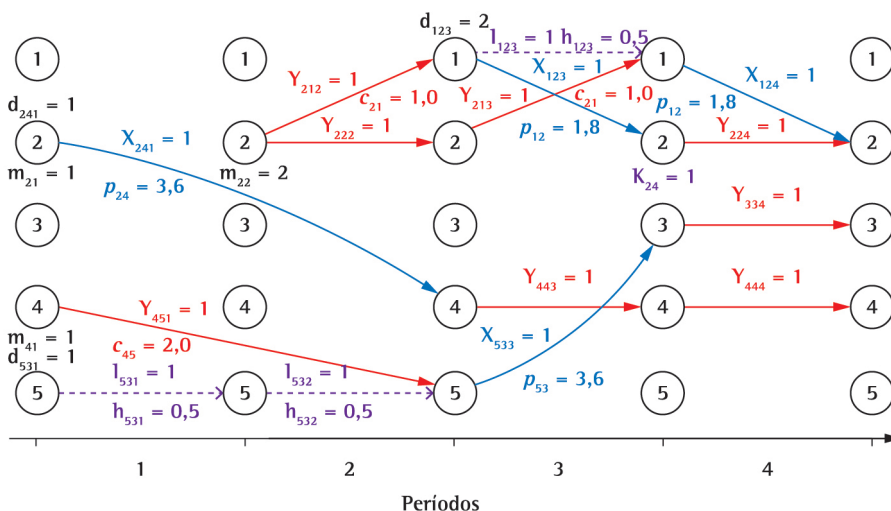 d₁₂₃ = 2
l₁₂₃ = 1 h₁₂₃ = 0,5
1 1 1 1 1
Y₂₁₂ = 1
X₁₂₃ = 1
X₁₂₄ = 1
d₂₄₁ = 1
c₂₁ = 1,0
Y₂₁₃ = 1
c₂₁ = 1,0
p₁₂ = 1,8
X₂₄₁ = 1
Y₂₂₂ = 1
p₁₂ = 1,8
Y₂₂₄ = 1
2 2 2 2 2
m₂₁ = 1
p₂₄ = 3,6
m₂₂ = 2
K₂₄ = 1
Y₃₃₄ = 1
3 3 3 3 3
Y₄₅₁ = 1
Y₄₄₃ = 1
Y₄₄₄ = 1
4 4 4 4 4
m₄₁ = 1
d₅₃₁ = 1
c₄₅ = 2,0
X₅₃₃ = 1
l₅₃₁ = 1
l₅₃₂ = 1
p₅₃ = 3,6
5 5 5 5 5
h₅₃₁ = 0,5
h₅₃₂ = 0,5
1 2 3 4
Períodos